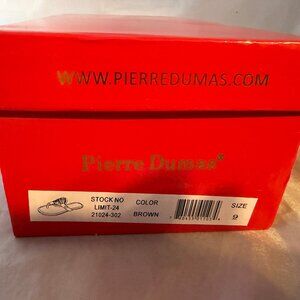 WWW.PIERREDUMAS.COM
Pierre Dumas®
STOCK NO COLOR SIZE
LIMIT-24
21024-302 BROWN 9